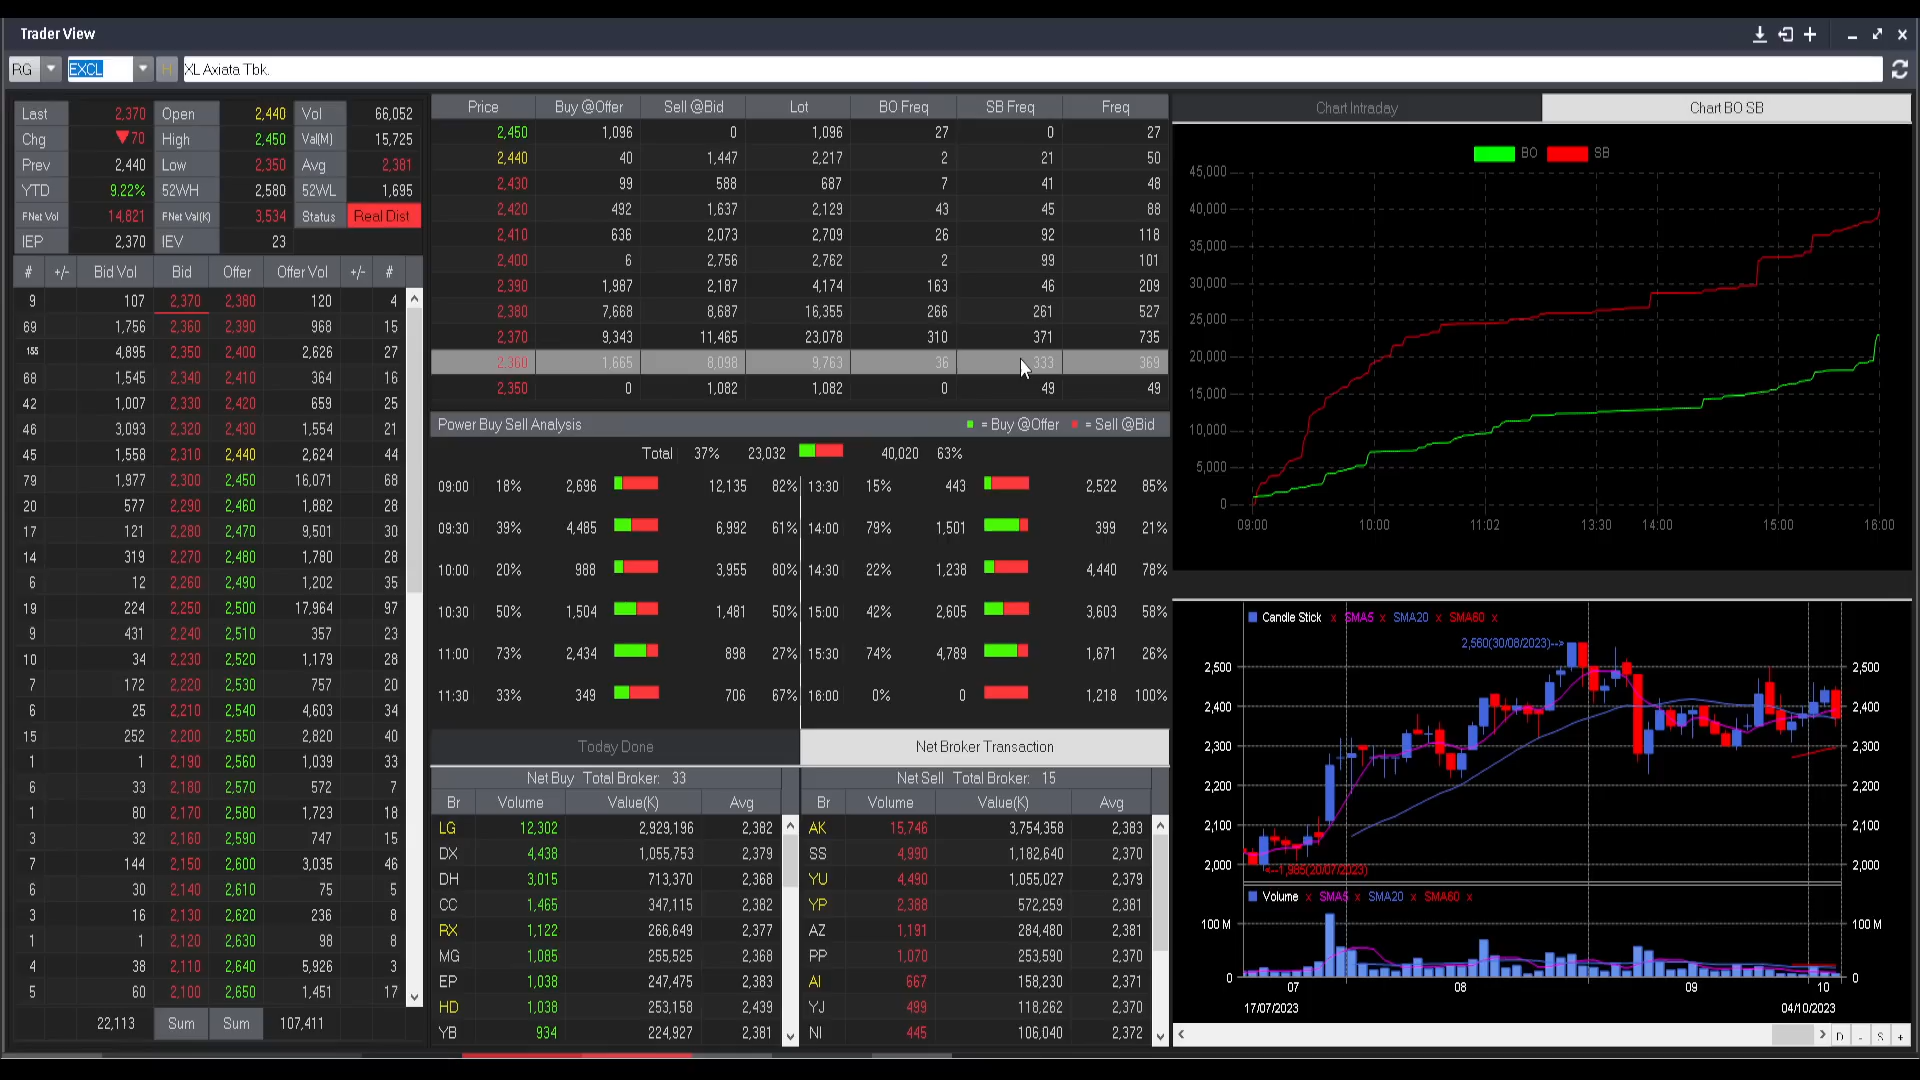 Trader View
RG EXCL H XL Axiata Tbk.
Last 2,370 Open 2,440 Vol 66,052
Chg ▼70 High 2,450 Val(M) 15,725
Prev 2,440 Low 2,350 Avg 2,381
YTD 9.22% 52WH 2,580 52WL 1,695
FNet Vol 14,821 FNet Val(K) 3,534 Status Real Dist
IEP 2,370 IEV 23
# +/- Bid Vol Bid Offer Offer Vol +/- #
9 107 2,370 2,380 120 4
69 1,756 2,360 2,390 968 15
155 4,895 2,350 2,400 2,626 27
68 1,545 2,340 2,410 364 16
42 1,007 2,330 2,420 659 25
46 3,093 2,320 2,430 1,554 21
45 1,558 2,310 2,440 2,624 44
79 1,977 2,300 2,450 16,071 68
20 577 2,290 2,460 1,882 28
17 121 2,280 2,470 9,501 30
14 319 2,270 2,480 1,780 28
6 12 2,260 2,490 1,202 35
19 224 2,250 2,500 17,964 97
9 431 2,240 2,510 357 23
10 34 2,230 2,520 1,179 28
7 172 2,220 2,530 757 20
6 25 2,210 2,540 4,603 34
15 252 2,200 2,550 2,820 40
1 1 2,190 2,560 1,039 33
6 33 2,180 2,570 572 7
1 80 2,170 2,580 1,723 18
3 32 2,160 2,590 747 15
7 144 2,150 2,600 3,035 46
6 30 2,140 2,610 75 5
3 16 2,130 2,620 236 8
1 1 2,120 2,630 98 8
4 38 2,110 2,640 5,926 3
5 60 2,100 2,650 1,451 17
22,113 Sum Sum 107,411
Price Buy @Offer Sell @Bid Lot BO Freq SB Freq Freq
2,450 1,096 0 1,096 27 0 27
2,440 40 1,447 2,217 2 21 50
2,430 99 588 687 7 41 48
2,420 492 1,637 2,129 43 45 88
2,410 636 2,073 2,709 26 92 118
2,400 6 2,756 2,762 2 99 101
2,390 1,987 2,187 4,174 163 46 209
2,380 7,668 8,687 16,355 266 261 527
2,370 9,343 11,465 23,078 310 371 735
2,360 1,665 8,098 9,763 36 333 369
2,350 0 1,082 1,082 0 49 49
Power Buy Sell Analysis = Buy @Offer = Sell @Bid
Total 37% 23,032 40,020 63%
09:00 18% 2,696 12,135 82% 13:30 15% 443 2,522 85%
09:30 39% 4,485 6,992 61% 14:00 79% 1,501 399 21%
10:00 20% 988 3,955 80% 14:30 22% 1,238 4,440 78%
10:30 50% 1,504 1,481 50% 15:00 42% 2,605 3,603 58%
11:00 73% 2,434 898 27% 15:30 74% 4,789 1,671 26%
11:30 33% 349 706 67% 16:00 0% 0 1,218 100%
Today Done Net Broker Transaction
Net Buy Total Broker: 33 Net Sell Total Broker: 15
Br Volume Value(K) Avg Br Volume Value(K) Avg
LG 12,302 2,929,196 2,382 AK 15,746 3,754,358 2,383
DX 4,438 1,055,753 2,379 SS 4,990 1,182,640 2,370
DH 3,015 713,370 2,368 YU 4,490 1,055,027 2,379
CC 1,465 347,115 2,382 YP 2,388 572,259 2,381
RX 1,122 266,649 2,377 AZ 1,191 284,480 2,381
MG 1,085 255,525 2,368 PP 1,070 253,590 2,370
EP 1,038 247,475 2,383 AI 667 158,230 2,371
HD 1,038 253,158 2,439 YJ 499 118,262 2,370
YB 934 224,927 2,381 NI 445 106,040 2,372
Chart Intraday Chart BO SB
BO SB
45,000
40,000
35,000
30,000
25,000
20,000
15,000
10,000
5,000
0
09:00 10:00 11:02 13:30 14:00 15:00 16:00
Candle Stick x SMA5 x SMA20 x SMA60 x
2,560(30/08/2023)-->
2,500 2,500
2,400 2,400
2,300 2,300
2,200 2,200
2,100 2,100
2,000 2,000
<--1,985(20/07/2023)
Volume x SMA5 x SMA20 x SMA60 x
100 M 100 M
0 0
07 08 09 10
17/07/2023 04/10/2023
D - S +